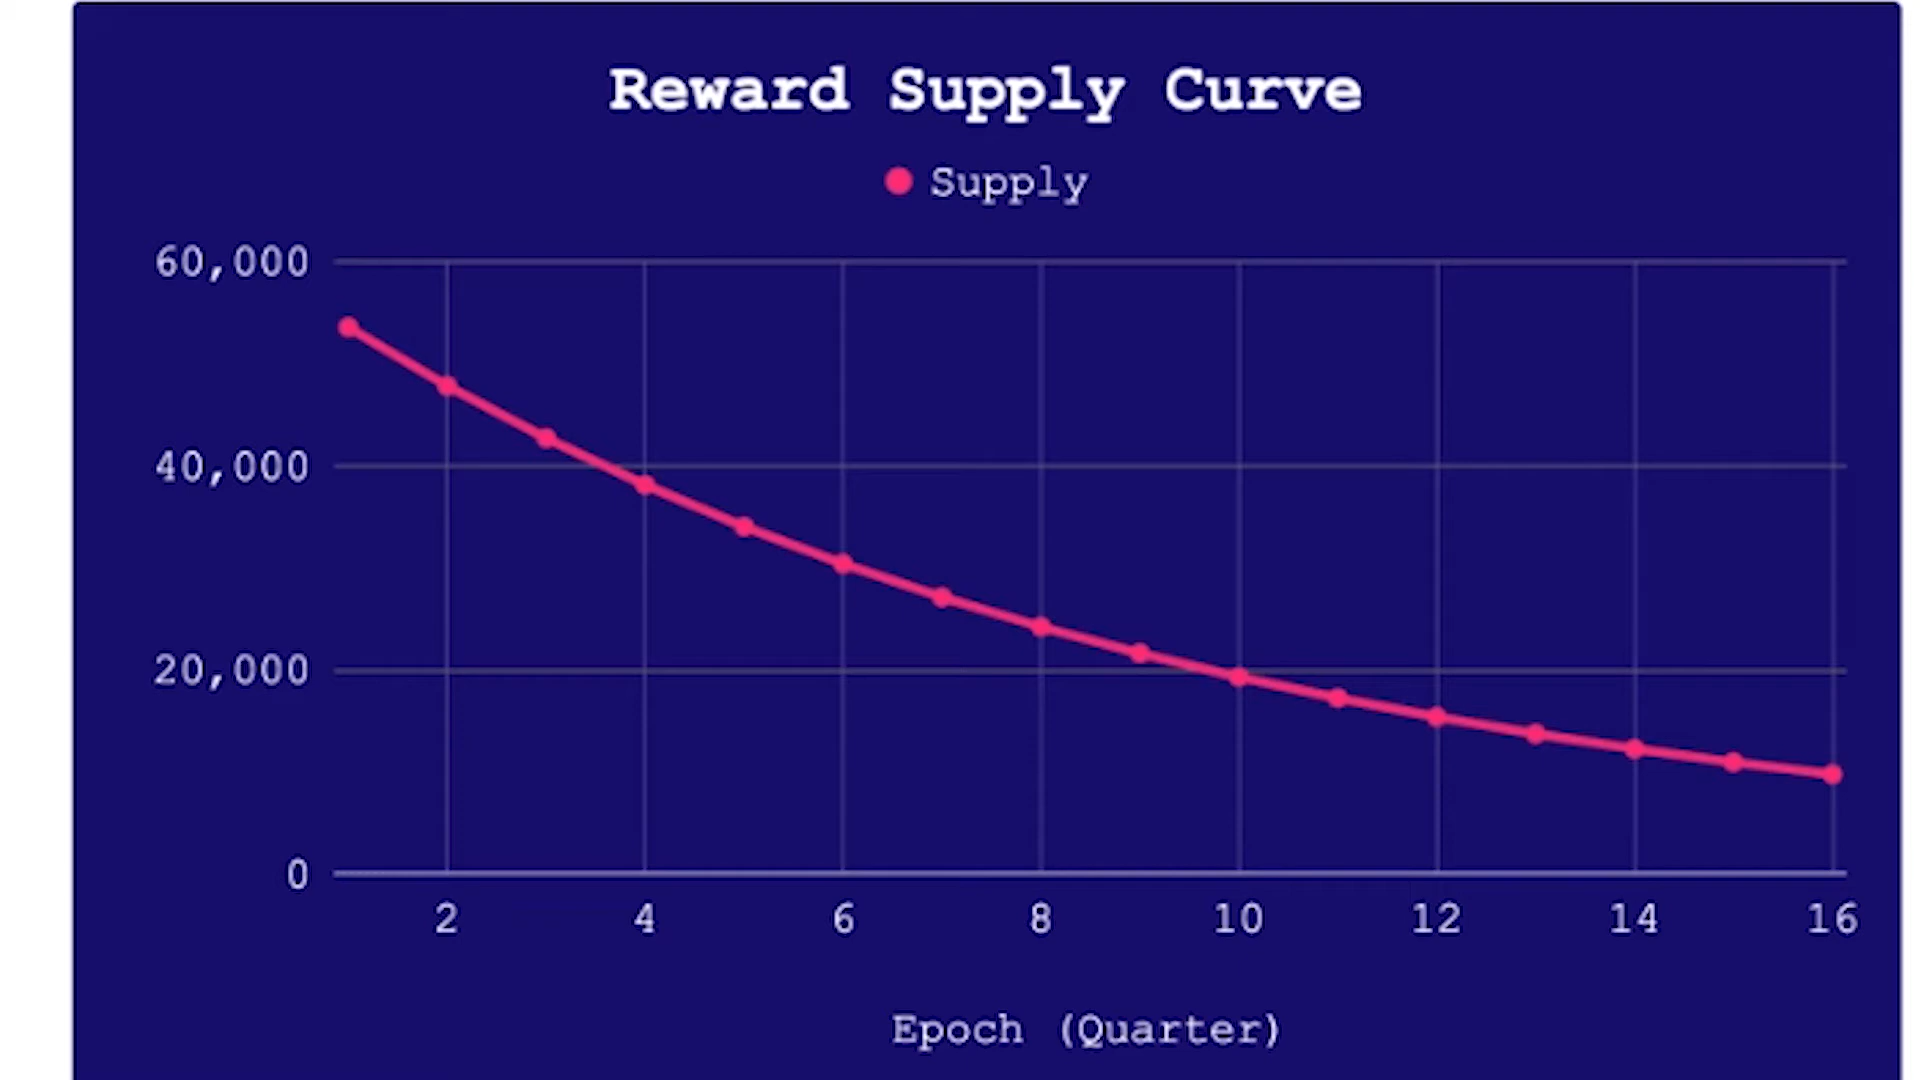 Reward Supply Curve
Supply
60,000
40,000
20,000
0
2 4 6 8 10 12 14 16
Epoch (Quarter)